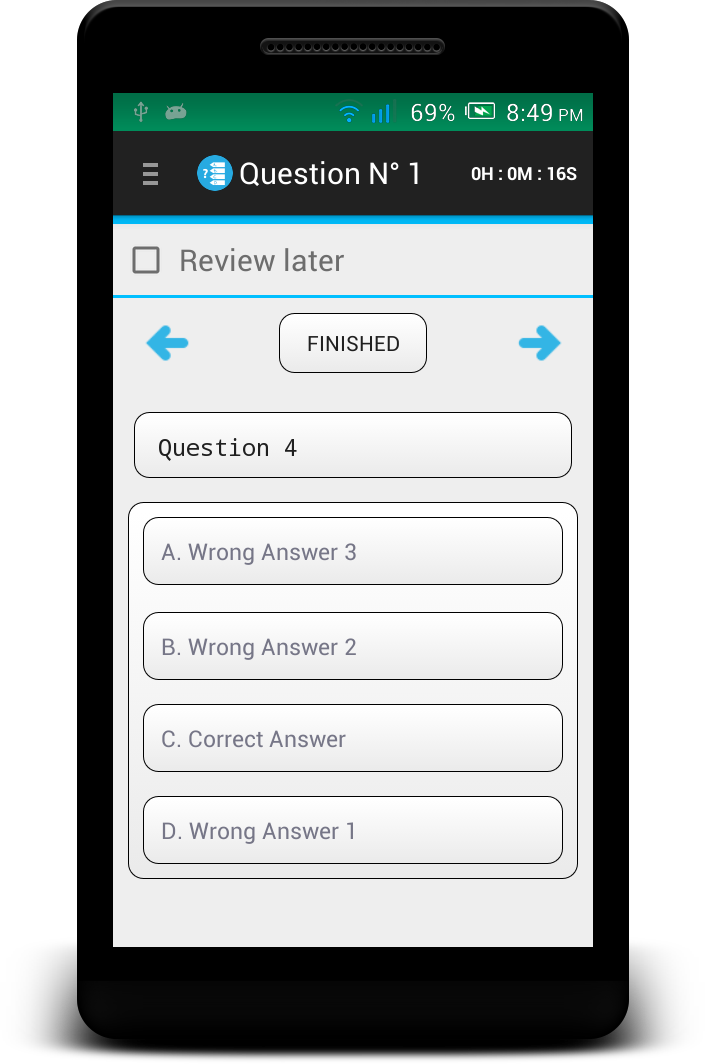 69% 8:49 PM
? Question N° 1 0H : 0M : 16S
Review later
FINISHED
Question 4
A. Wrong Answer 3
B. Wrong Answer 2
C. Correct Answer
D. Wrong Answer 1